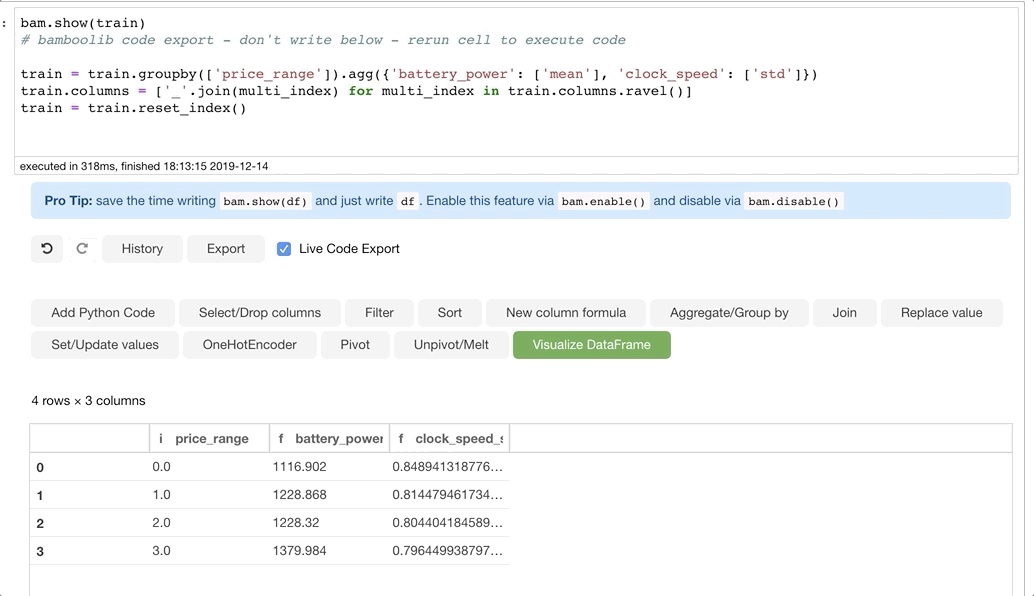 :
bam.show(train)
# bamboolib code export - don't write below - rerun cell to execute code
train = train.groupby(['price_range']).agg({'battery_power': ['mean'], 'clock_speed': ['std']})
train.columns = ['_'.join(multi_index) for multi_index in train.columns.ravel()]
train = train.reset_index()
executed in 318ms, finished 18:13:15 2019-12-14
Pro Tip: save the time writing bam.show(df) and just write df . Enable this feature via bam.enable() and disable via bam.disable()
History Export Live Code Export
Add Python Code Select/Drop columns Filter Sort New column formula Aggregate/Group by Join Replace value
Set/Update values OneHotEncoder Pivot Unpivot/Melt Visualize DataFrame
4 rows × 3 columns
i price_range f battery_power f clock_speed_s
0 0.0 1116.902 0.848941318776...
1 1.0 1228.868 0.814479461734...
2 2.0 1228.32 0.804404184589...
3 3.0 1379.984 0.796449938797...